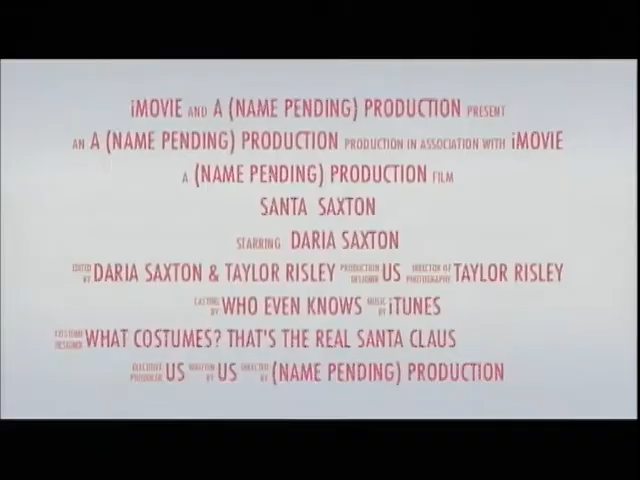 iMOVIE AND A (NAME PENDING) PRODUCTION PRESENT
AN A (NAME PENDING) PRODUCTION PRODUCTION IN ASSOCIATION WITH iMOVIE
A (NAME PENDING) PRODUCTION FILM
SANTA SAXTON
STARRING DARIA SAXTON
EDITED BY DARIA SAXTON & TAYLOR RISLEY PRODUCTION DESIGNER US DIRECTOR OF PHOTOGRAPHY TAYLOR RISLEY
CASTING BY WHO EVEN KNOWS MUSIC BY iTUNES
COSTUME DESIGNER WHAT COSTUMES? THAT'S THE REAL SANTA CLAUS
EXECUTIVE PRODUCER US WRITTEN BY US DIRECTED BY (NAME PENDING) PRODUCTION